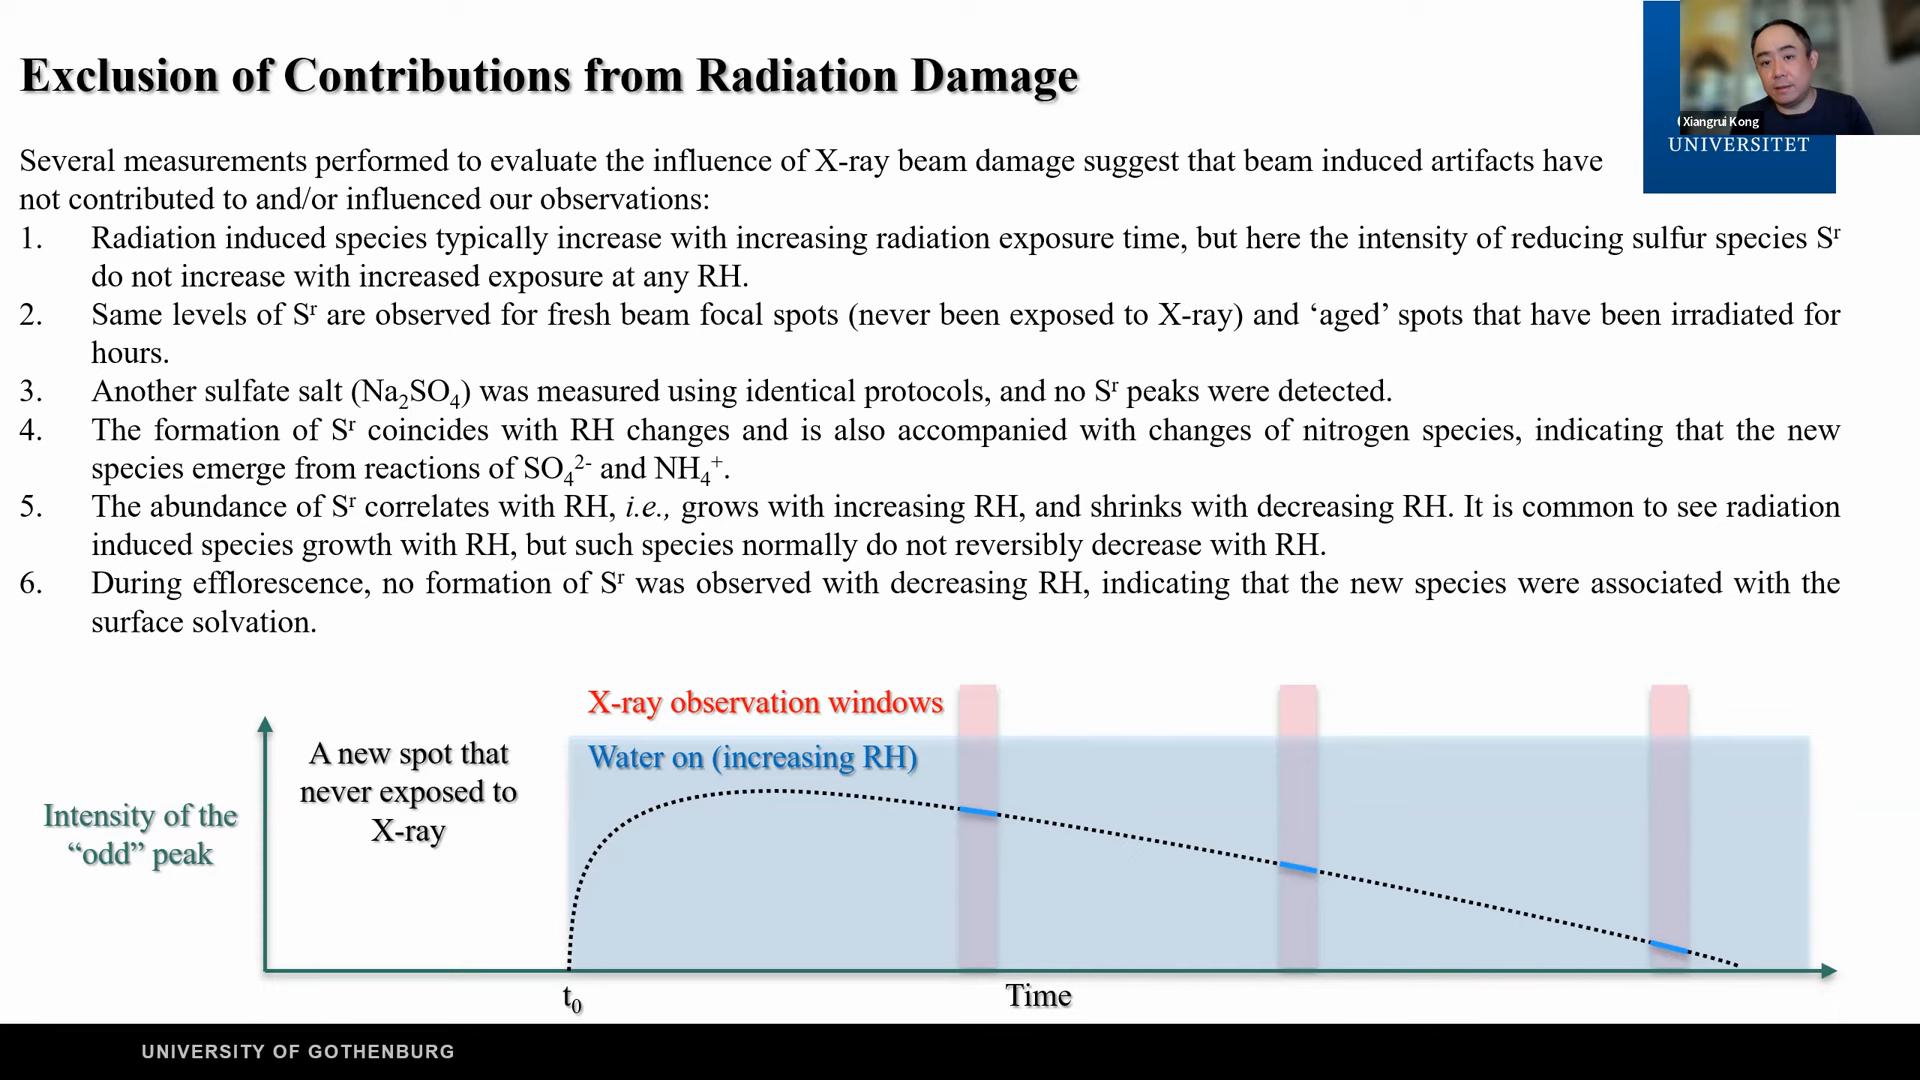 Exclusion of Contributions from Radiation Damage
Xiangrui Kong
UNIVERSITET
Several measurements performed to evaluate the influence of X-ray beam damage suggest that beam induced artifacts have
not contributed to and/or influenced our observations:
1. Radiation induced species typically increase with increasing radiation exposure time, but here the intensity of reducing sulfur species Sʳ
do not increase with increased exposure at any RH.
2. Same levels of Sʳ are observed for fresh beam focal spots (never been exposed to X-ray) and ‘aged’ spots that have been irradiated for
hours.
3. Another sulfate salt (Na₂SO₄) was measured using identical protocols, and no Sʳ peaks were detected.
4. The formation of Sʳ coincides with RH changes and is also accompanied with changes of nitrogen species, indicating that the new
species emerge from reactions of SO₄²⁻ and NH₄⁺.
5. The abundance of Sʳ correlates with RH, i.e., grows with increasing RH, and shrinks with decreasing RH. It is common to see radiation
induced species growth with RH, but such species normally do not reversibly decrease with RH.
6. During efflorescence, no formation of Sʳ was observed with decreasing RH, indicating that the new species were associated with the
surface solvation.
X-ray observation windows
Water on (increasing RH)
A new spot that
never exposed to
X-ray
Intensity of the
“odd” peak
t₀
Time
UNIVERSITY OF GOTHENBURG